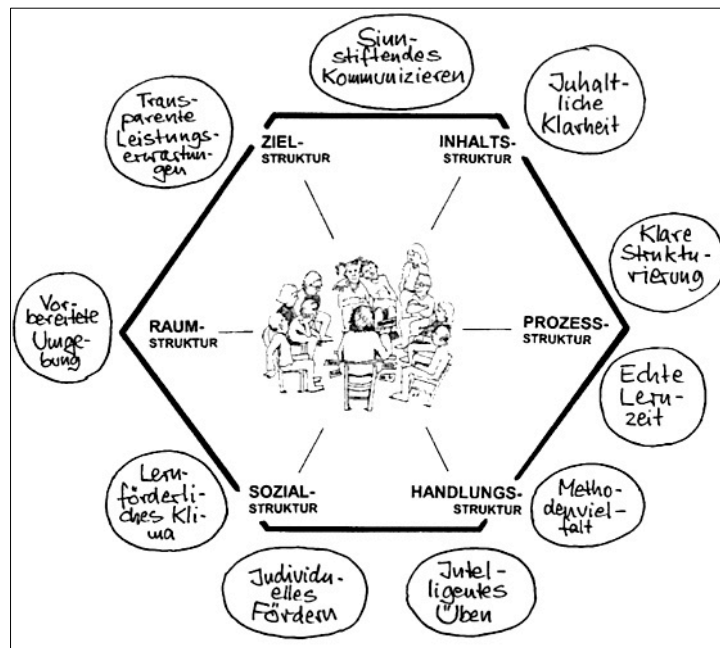 Sinn-
stiftendes
Kommunizieren
Inhalt-
liche
Klarheit
Trans-
parente
Leistungs-
erwartun-
gen
ZIEL-
STRUKTUR
INHALTS-
STRUKTUR
Klare
Struktu-
rierung
Vor-
bereitete
Umge-
bung
RAUM-
STRUKTUR
PROZESS-
STRUKTUR
Echte
Lern-
zeit
Lern-
förderli-
ches Kli-
ma
SOZIAL-
STRUKTUR
HANDLUNGS-
STRUKTUR
Metho-
denviel-
falt
Individu-
elles
Fördern
Intel-
ligentes
Üben